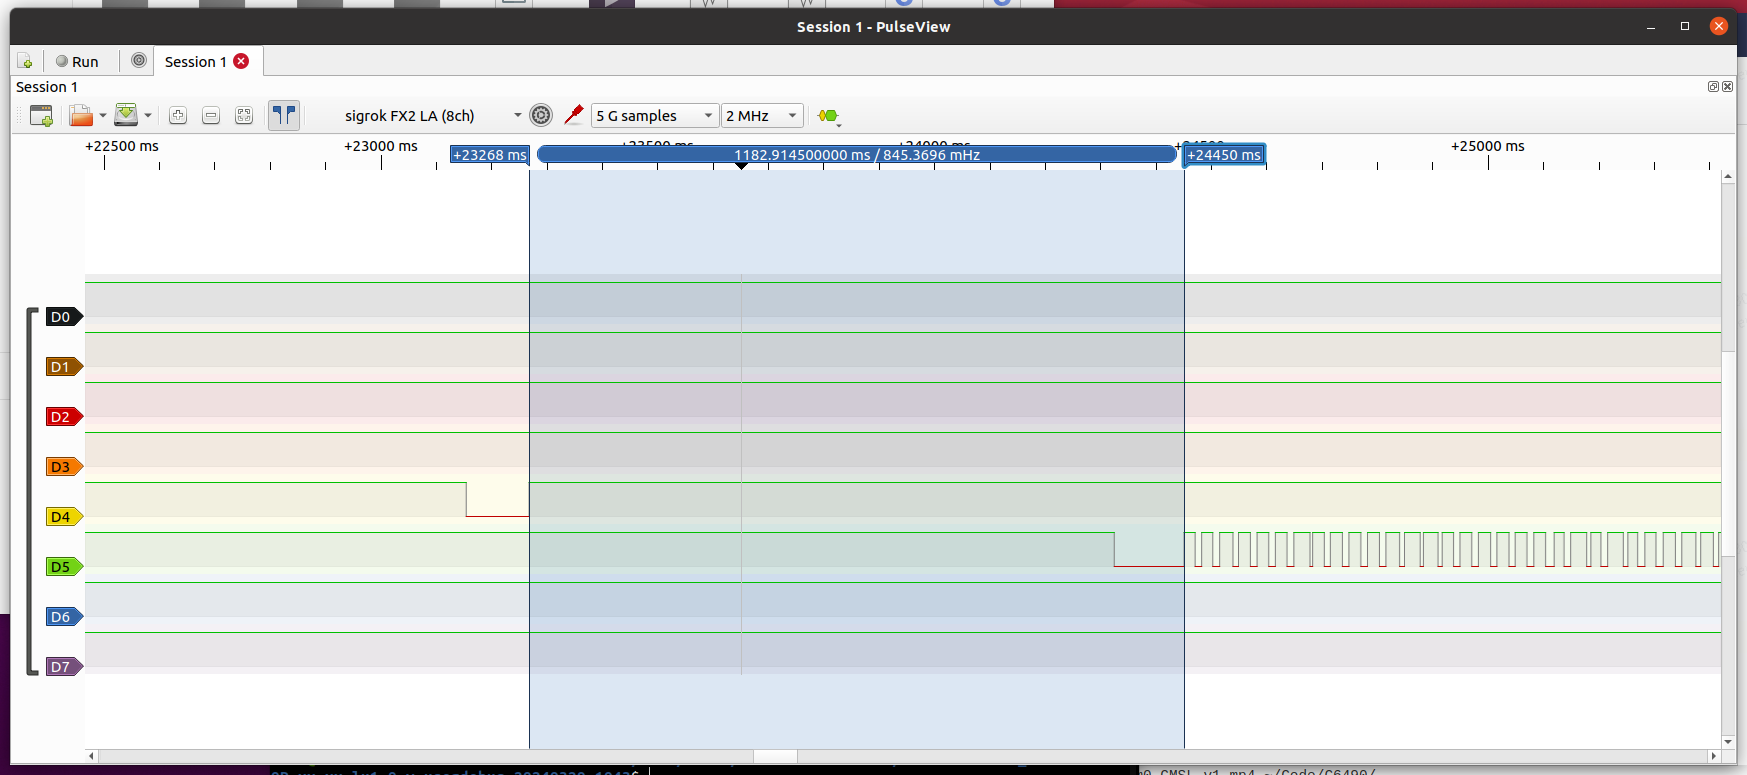 Session 1 - PulseView
Run
Session 1
Session 1
sigrok FX2 LA (8ch)
5 G samples
2 MHz
+22500 ms
+23000 ms
+23268 ms
1182.914500000 ms / 845.3696 mHz
+24450 ms
+25000 ms
D0
D1
D2
D3
D4
D5
D6
D7